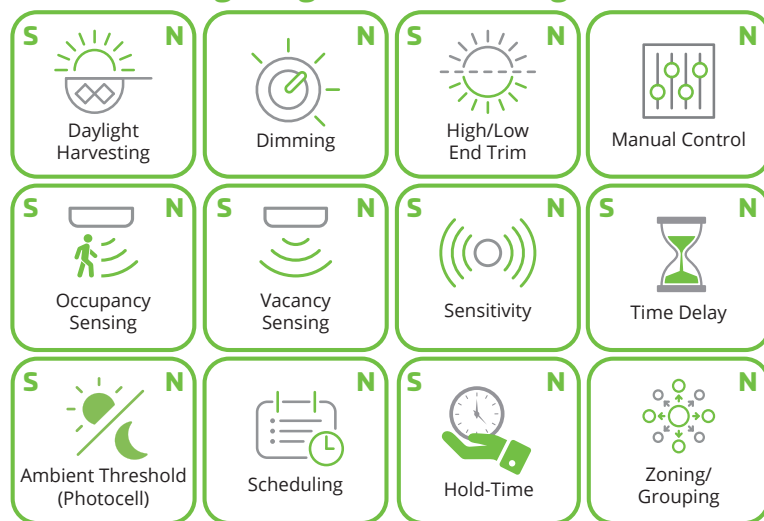 S N
Daylight
Harvesting
N
Dimming
S N
High/Low
End Trim
N
Manual Control
S N
Occupancy
Sensing
S N
Vacancy
Sensing
S N
Sensitivity
S N
Time Delay
S N
Ambient Threshold
(Photocell)
N
Scheduling
S N
Hold-Time
N
Zoning/
Grouping